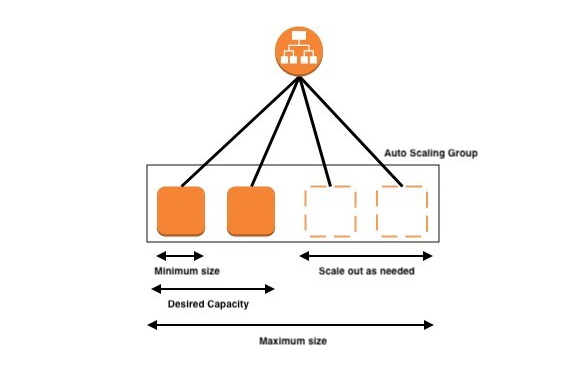 Auto Scaling Group
Minimum size
Scale out as needed
Desired Capacity
Maximum size